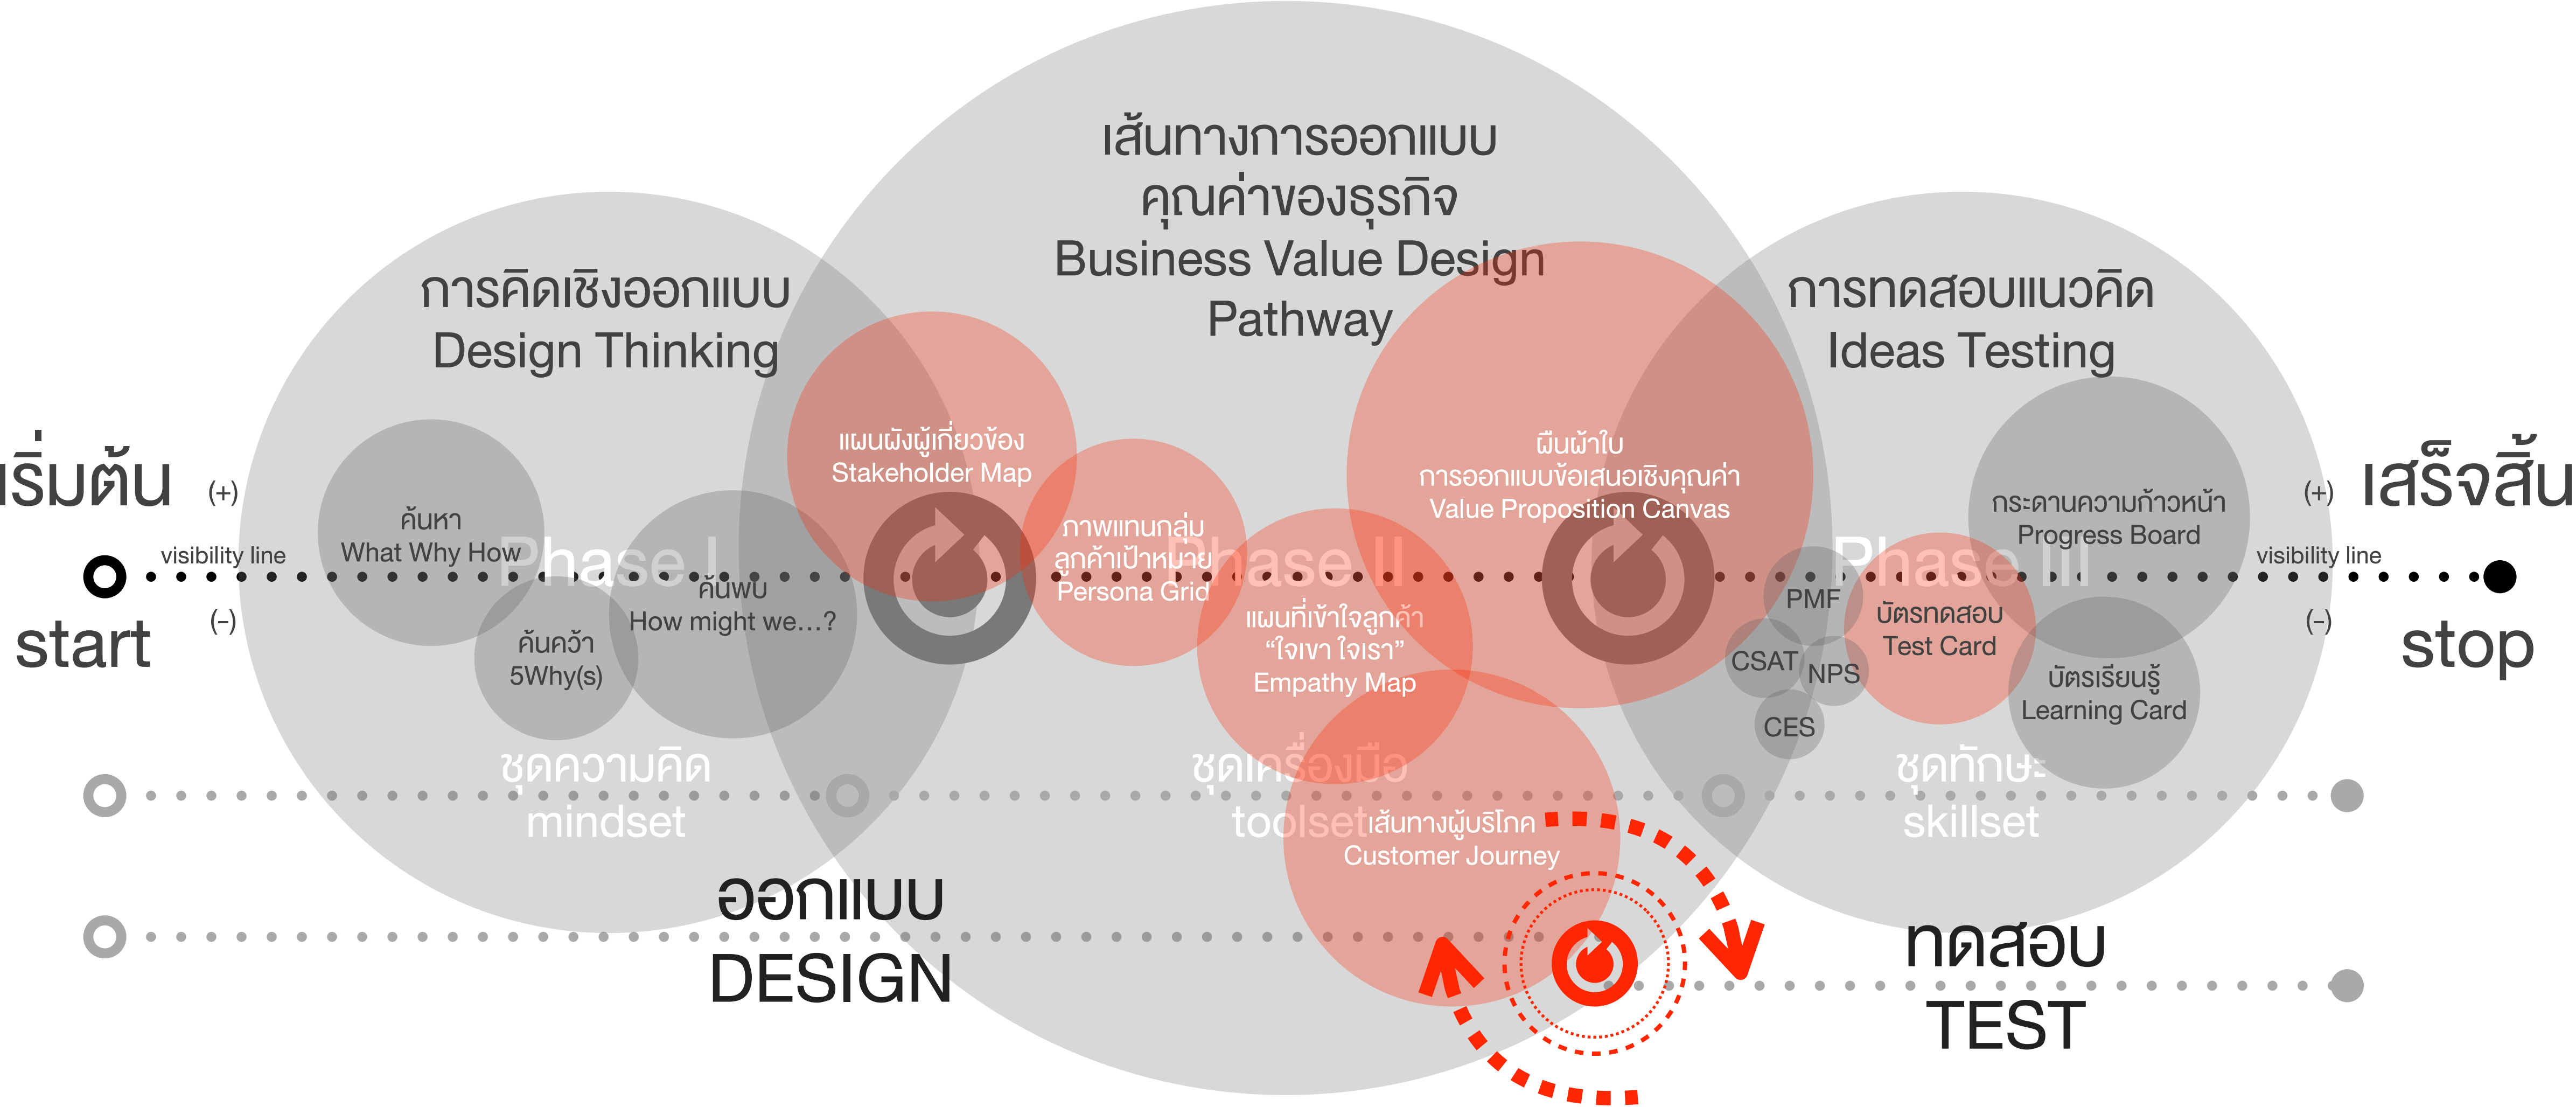 เส้นทางการออกแบบ
คุณค่าของธุรกิจ
Business Value Design
Pathway
การคิดเชิงออกแบบ
Design Thinking
การทดสอบแนวคิด
Ideas Testing
เริ่มต้น
start
(+)
visibility line
(-)
ค้นหา
What Why How
ค้นคว้า
5Why(s)
ค้นพบ
How might we...?
Phase I
แผนผังผู้เกี่ยวข้อง
Stakeholder Map
ภาพแทนกลุ่ม
ลูกค้าเป้าหมาย
Persona Grid
Phase II
แผนที่เข้าใจลูกค้า
“ใจเขา ใจเรา”
Empathy Map
ผืนผ้าใบ
การออกแบบข้อเสนอเชิงคุณค่า
Value Proposition Canvas
เส้นทางผู้บริโภค
Customer Journey
PMF
CSAT
NPS
CES
Phase III
บัตรทดสอบ
Test Card
กระดานความก้าวหน้า
Progress Board
บัตรเรียนรู้
Learning Card
(+)
visibility line
(-)
เสร็จสิ้น
stop
ชุดความคิด
mindset
ชุดเครื่องมือ
toolset
ชุดทักษะ
skillset
ออกแบบ
DESIGN
ทดสอบ
TEST